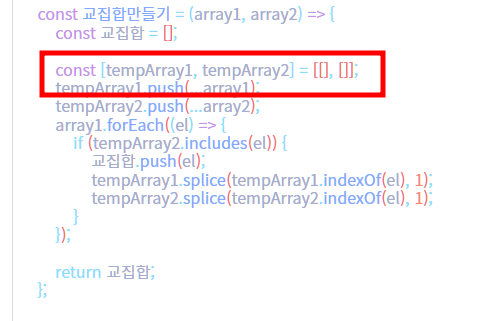 const 교집합만들기 = (array1, array2) => {
const 교집합 = [];
const [tempArray1, tempArray2] = [[], []];
tempArray1.push(...array1);
tempArray2.push(...array2);
array1.forEach((el) => {
if (tempArray2.includes(el)) {
교집합.push(el);
tempArray1.splice(tempArray1.indexOf(el), 1);
tempArray2.splice(tempArray2.indexOf(el), 1);
}
});
return 교집합;
};